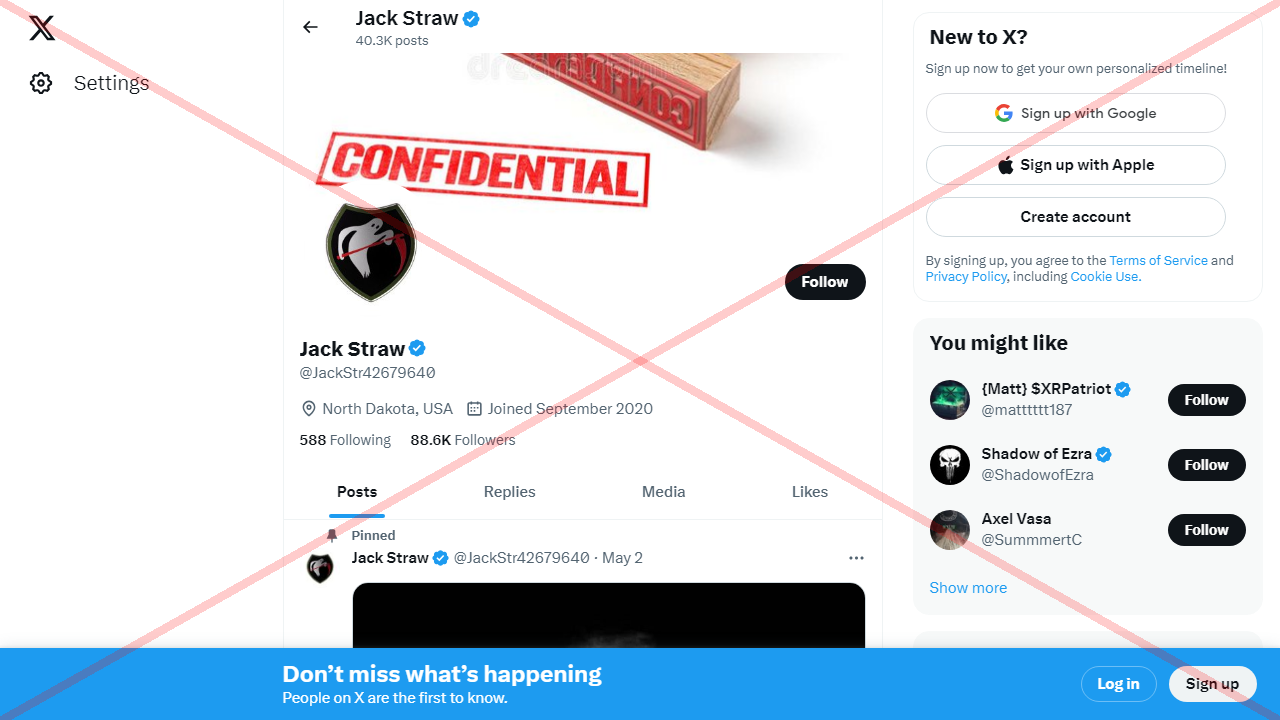 Settings
Jack Straw
40.3K posts
CONFIDENTIAL
Follow
Jack Straw
@JackStr42679640
North Dakota, USA Joined September 2020
588 Following 88.6K Followers
Posts Replies Media Likes
Pinned
Jack Straw @JackStr42679640 · May 2
New to X?
Sign up now to get your own personalized timeline!
Sign up with Google
Sign up with Apple
Create account
By signing up, you agree to the Terms of Service and
Privacy Policy, including Cookie Use.
You might like
{Matt} $XRPatriot
@matttttt187
Follow
Shadow of Ezra
@ShadowofEzra
Follow
Axel Vasa
@SummmertC
Follow
Show more
Don’t miss what’s happening
People on X are the first to know.
Log in
Sign up